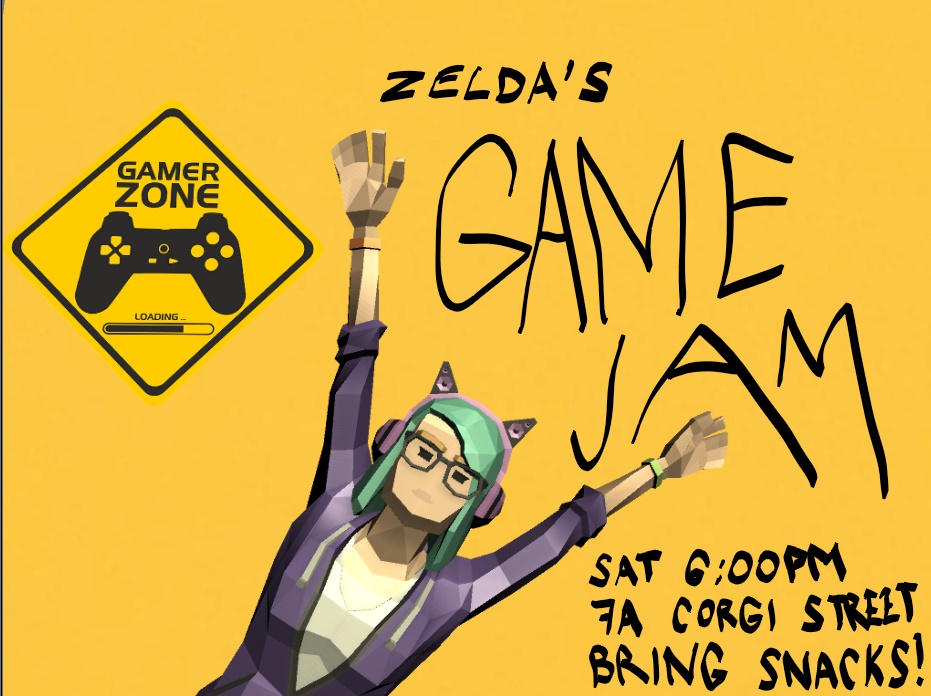 ZELDA'S
GAME
JAM
GAMER
ZONE
LOADING ...
SAT 6:00PM
7A CORGI STREET
BRING SNACKS!